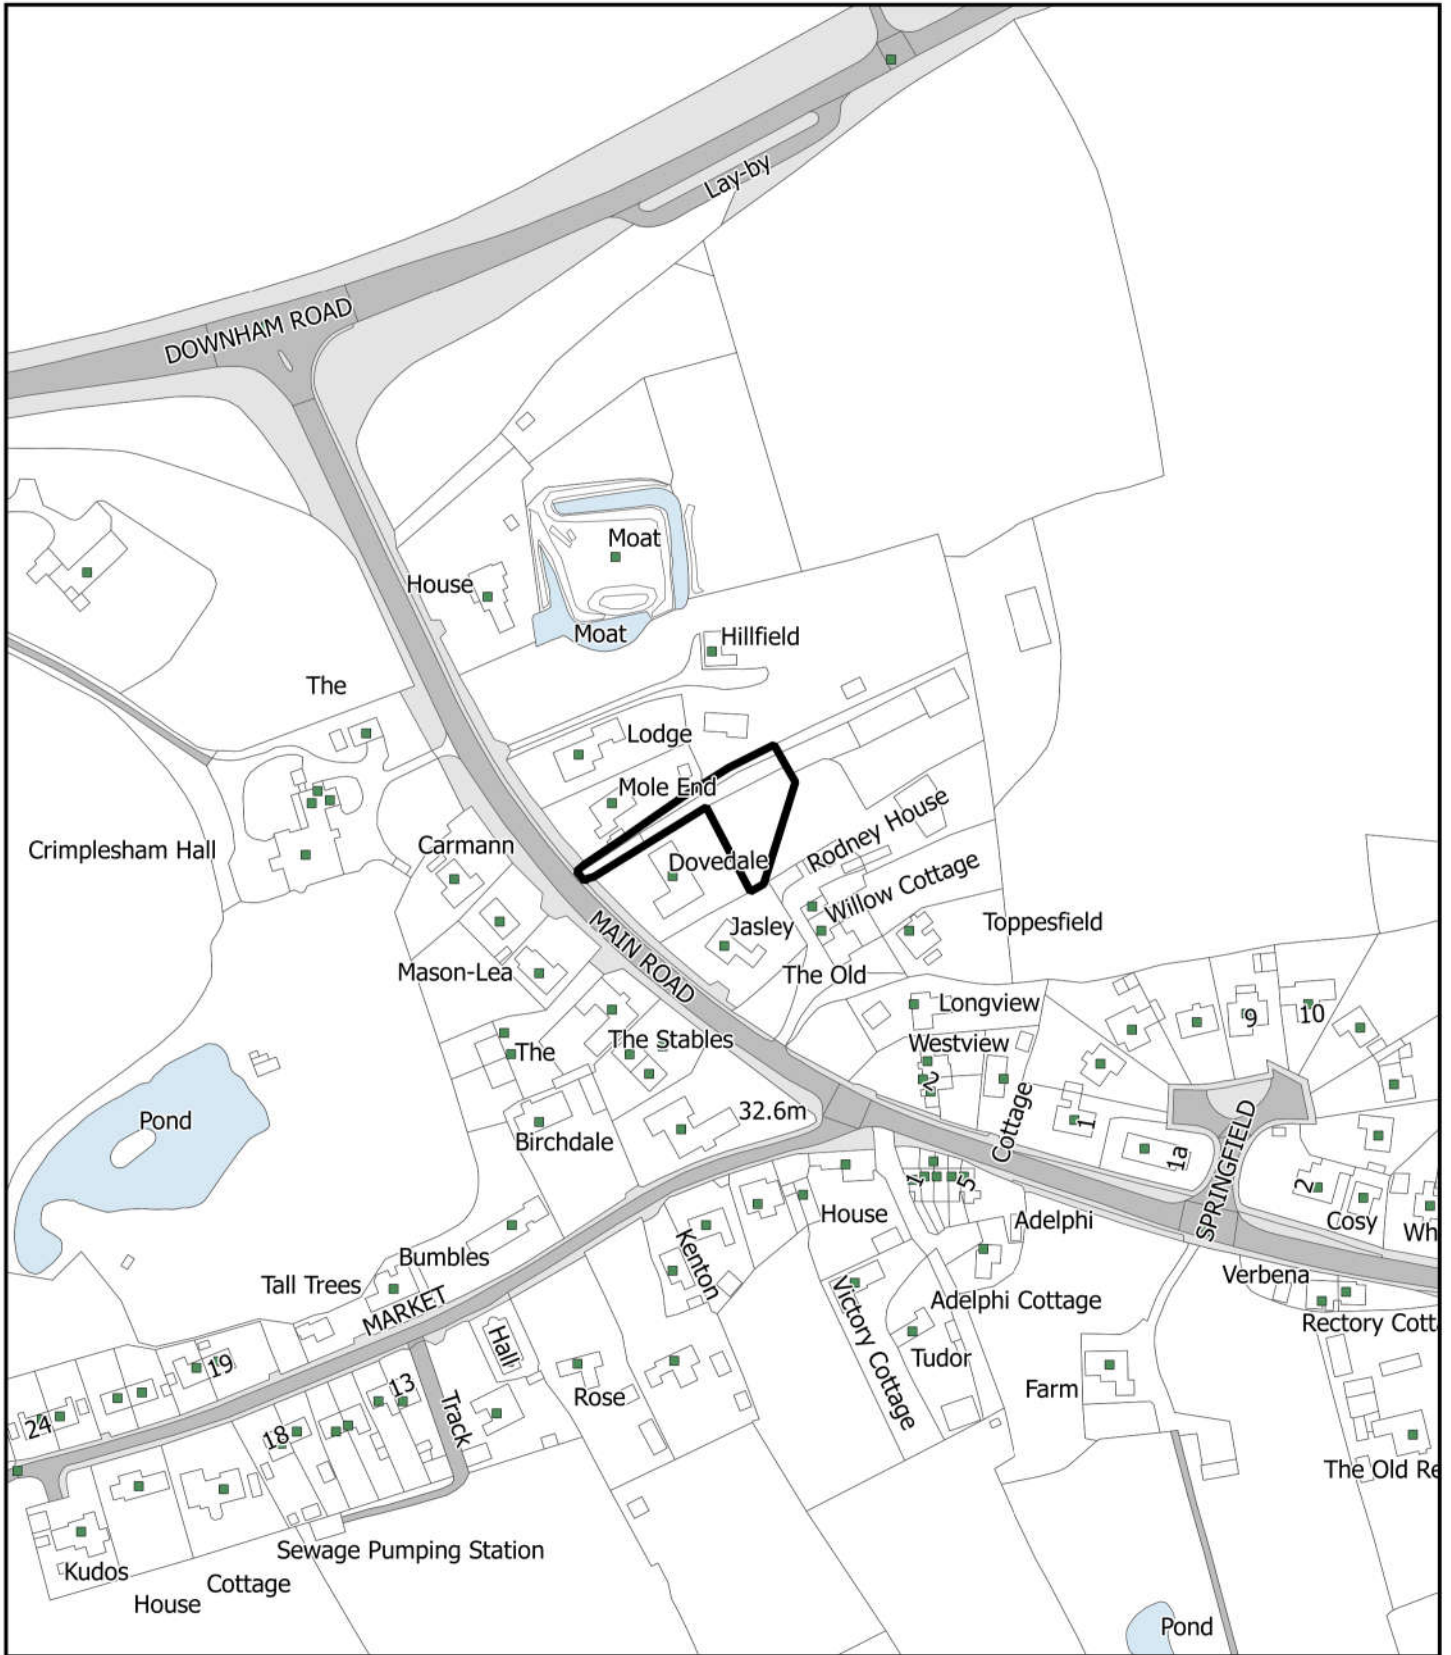 Lay-by
DOWNHAM ROAD
Moat
House
Moat
Hillfield
The
Lodge
Mole End
Crimplesham Hall
Carmann
Dovedale
Rodney House
Willow Cottage
MAIN ROAD
Jasley
Toppesfield
Mason-Lea
The Old
Longview
9
10
The Stables
The
Westview
2
32.6m
Cottage
1
Pond
Birchdale
1a
SPRINGFIELD
1
5
2
House
Adelphi
Cosy
Wh
Kenton
Bumbles
Tall Trees
MARKET
Verbena
Victory Cottage
Adelphi Cottage
Rectory Cott
Hall
Tudor
19
13
Rose
Farm
Track
24
18
The Old Re
Sewage Pumping Station
Kudos
Cottage
House
Pond